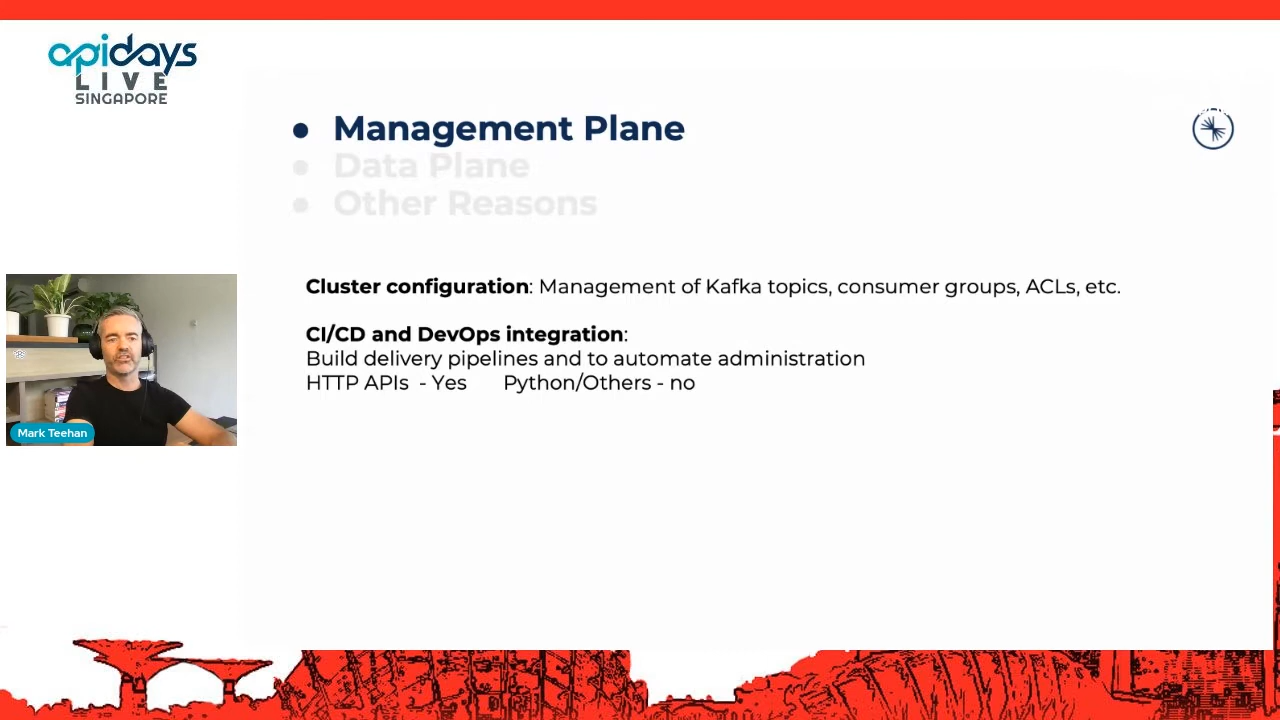 apidays
LIVE
SINGAPORE
● Management Plane
● Data Plane
● Other Reasons
Cluster configuration: Management of Kafka topics, consumer groups, ACLs, etc.
CI/CD and DevOps integration:
Build delivery pipelines and to automate administration
HTTP APIs - Yes Python/Others - no
Mark Teehan